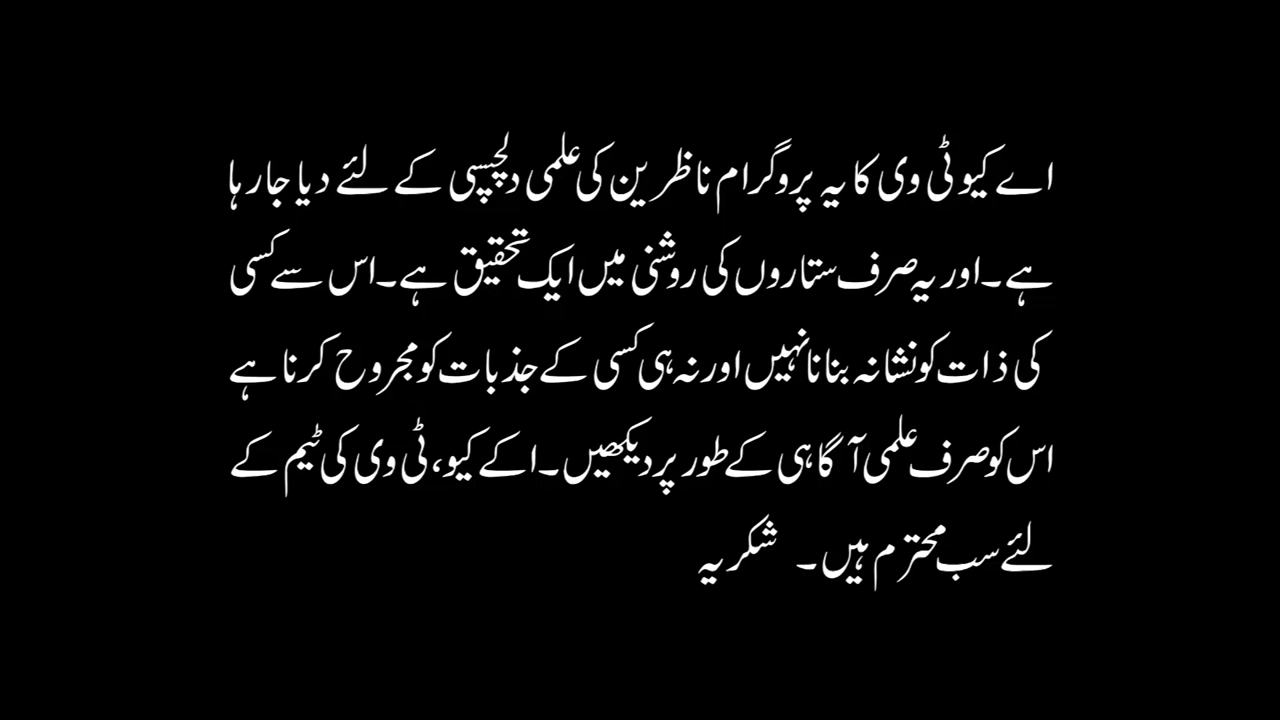 اے کیو ٹی وی کا یہ پروگرام ناظرین کی علمی دلچسپی کے لئے دیا جارہا
ہے۔اور یہ صرف ستاروں کی روشنی میں ایک تحقیق ہے۔اس سے کسی
کی ذات کو نشانہ بنانا نہیں اور نہ ہی کسی کے جذبات کو مجروح کرنا ہے
اس کو صرف علمی آگاہی کے طور پر دیکھیں۔اکے کیو،ٹی وی کی ٹیم کے
لئے سب محترم ہیں۔ شکریہ